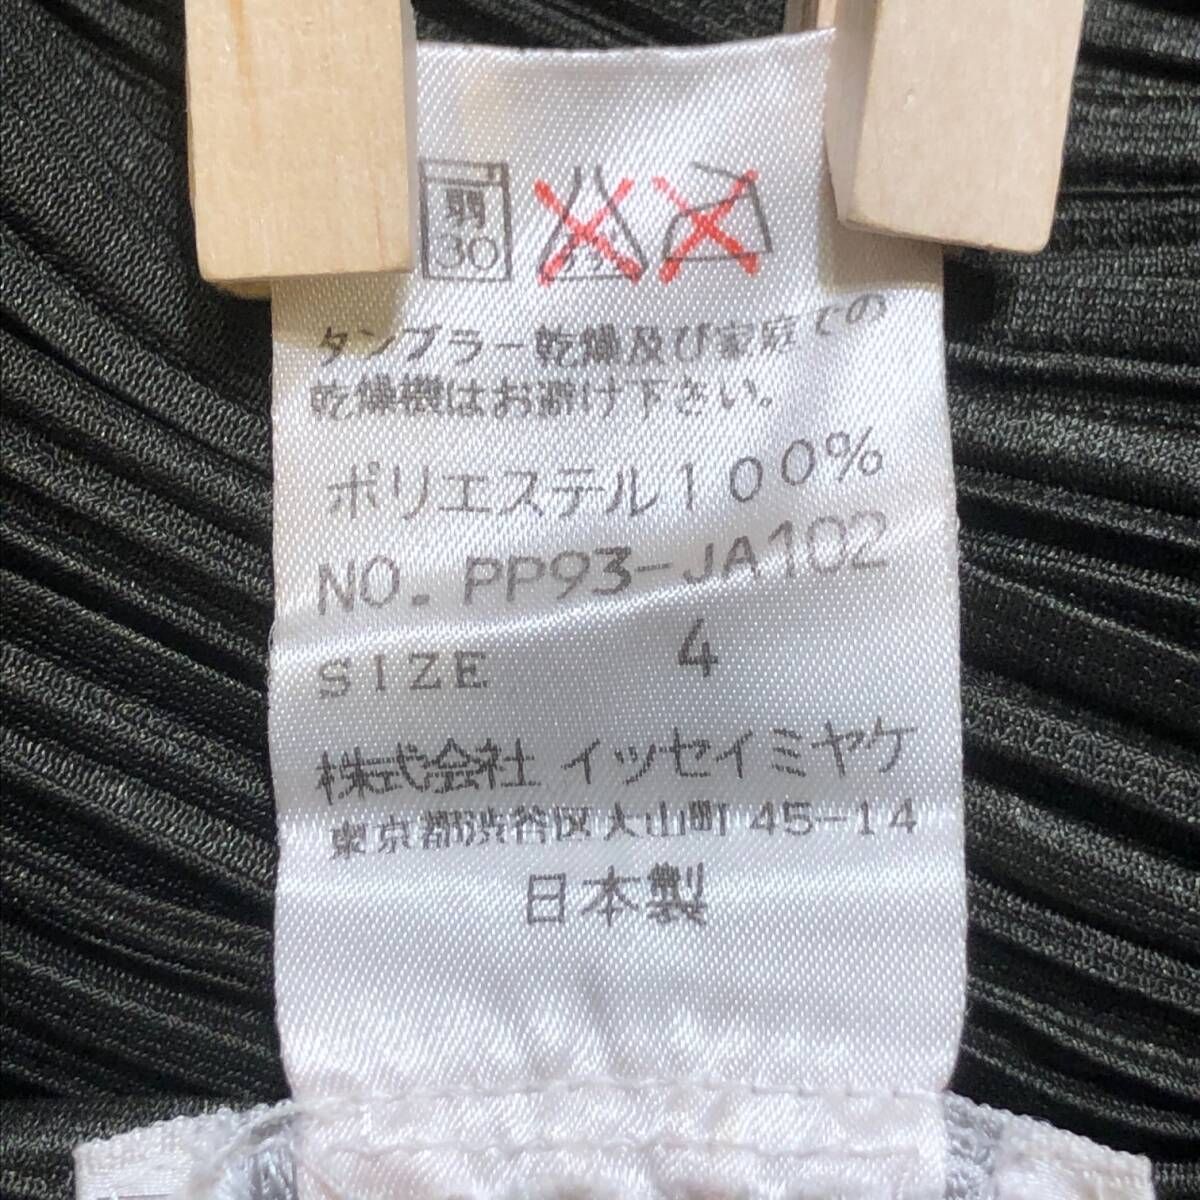 弱
30
タンブラー乾燥及び家庭での
乾燥機はお避け下さい。
ポリエステル100%
NO. PP93-JA102
SIZE 4
株式会社 イッセイミヤケ
東京都渋谷区大山町45-14
日本製